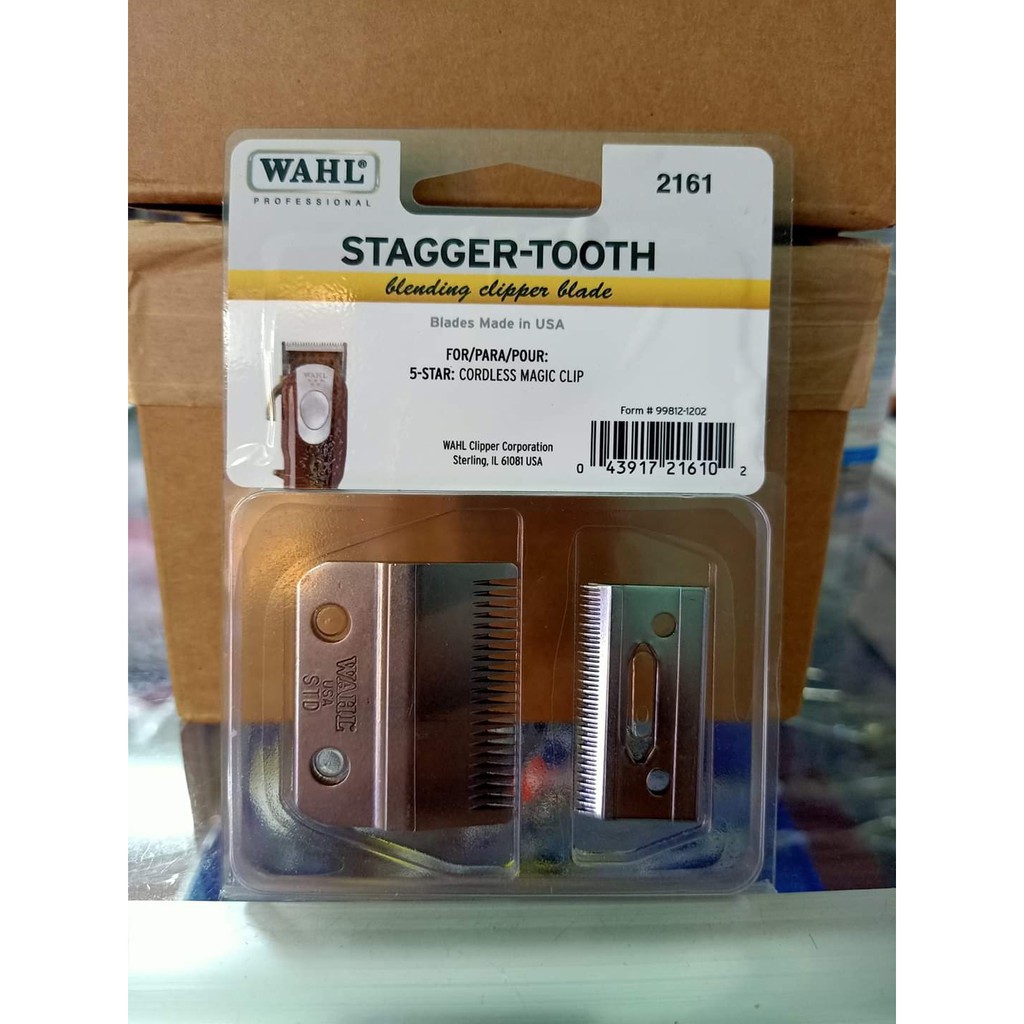 WAHL®
PROFESSIONAL
2161
STAGGER-TOOTH
blending clipper blade
Blades Made in USA
FOR/PARA/POUR:
5-STAR: CORDLESS MAGIC CLIP
WAHL
Form # 99812-1202
WAHL Clipper Corporation
Sterling, IL 61081 USA
0 43917 21610 2
WAHL
USA
STD